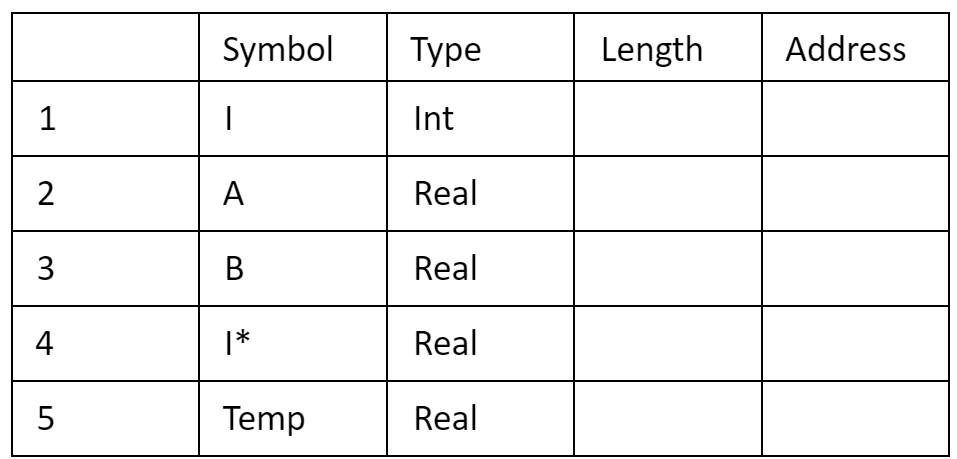 Symbol Type Length Address
1 I Int
2 A Real
3 B Real
4 I* Real
5 Temp Real